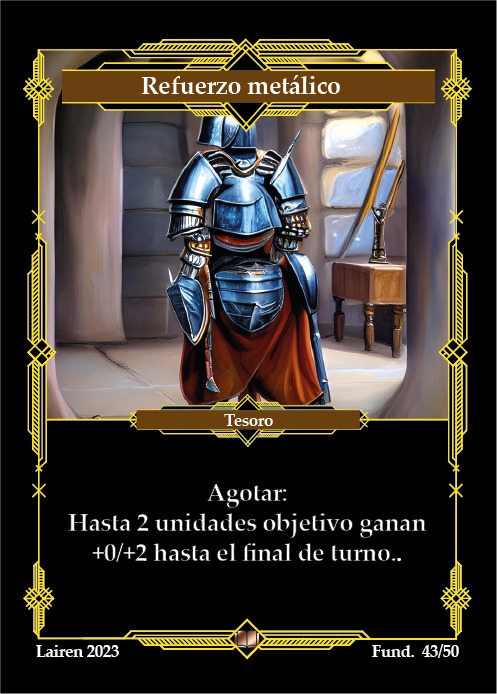 Refuerzo metálico
Tesoro
Agotar:
Hasta 2 unidades objetivo ganan
+0/+2 hasta el final de turno..
Lairen 2023
Fund. 43/50